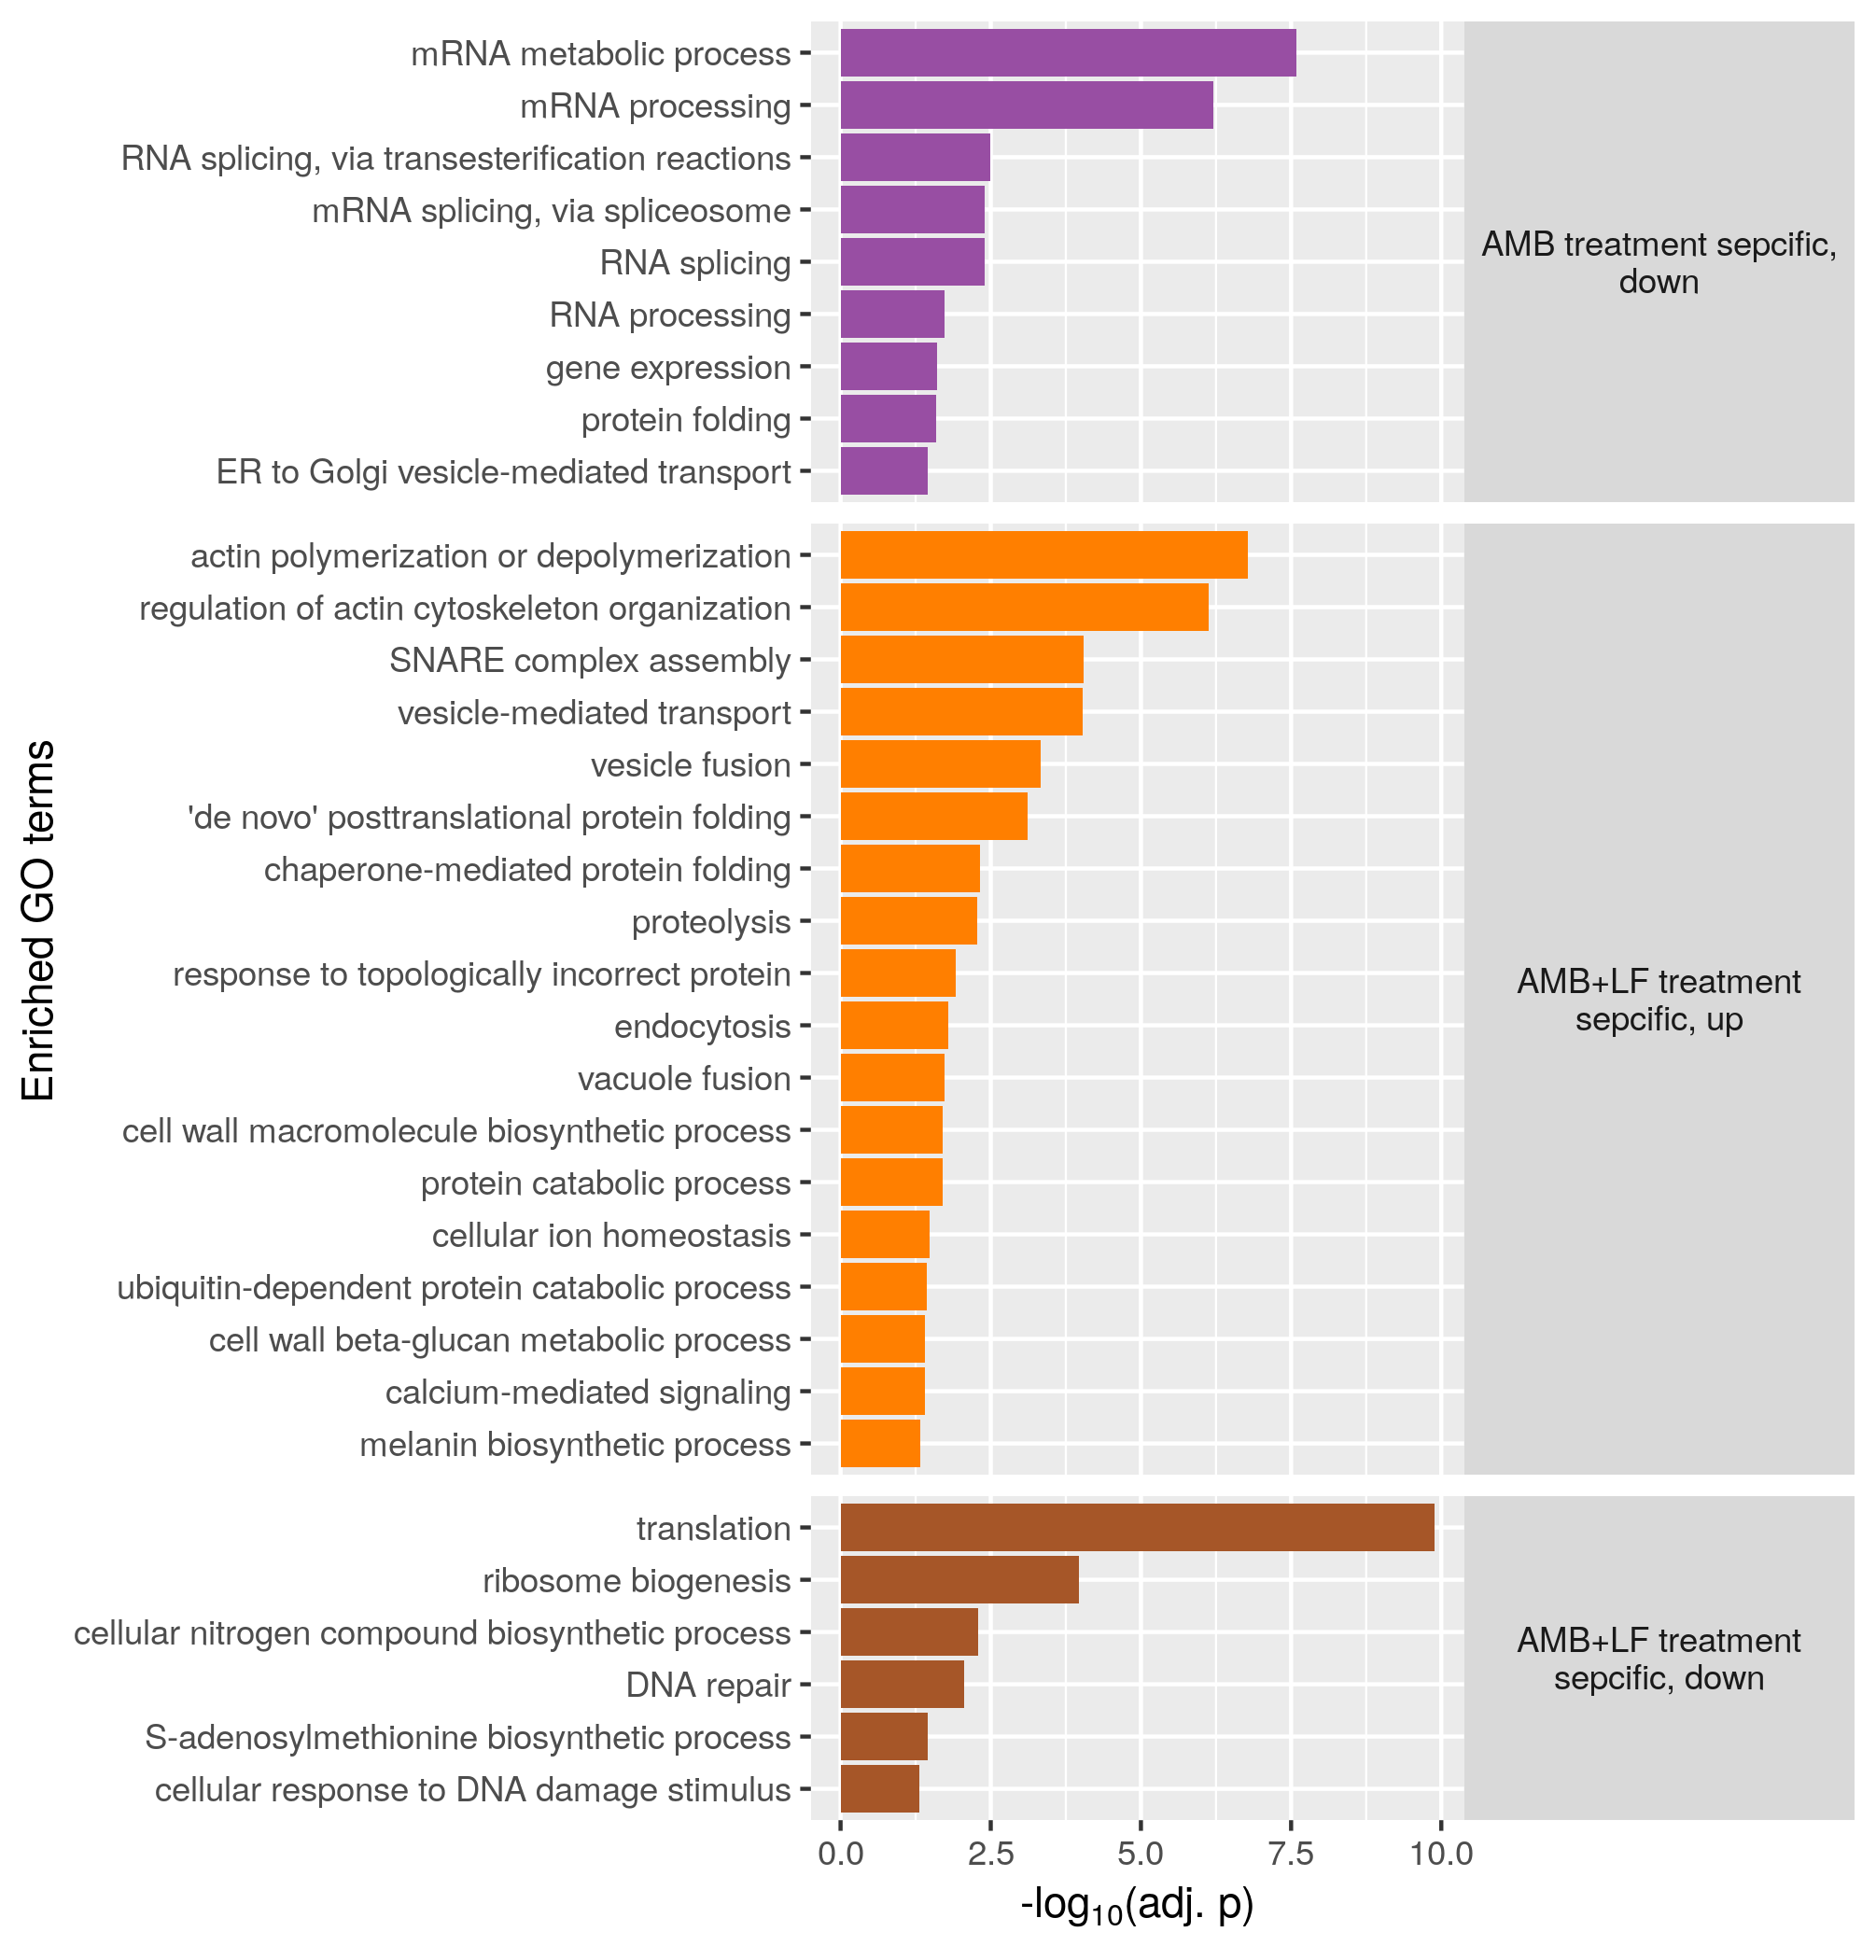 mRNA metabolic process
mRNA processing
RNA splicing, via transesterification reactions
mRNA splicing, via spliceosome
RNA splicing
RNA processing
gene expression
protein folding
ER to Golgi vesicle-mediated transport
AMB treatment sepcific,
down
actin polymerization or depolymerization
regulation of actin cytoskeleton organization
SNARE complex assembly
vesicle-mediated transport
vesicle fusion
'de novo' posttranslational protein folding
chaperone-mediated protein folding
proteolysis
response to topologically incorrect protein
endocytosis
vacuole fusion
cell wall macromolecule biosynthetic process
protein catabolic process
cellular ion homeostasis
ubiquitin-dependent protein catabolic process
cell wall beta-glucan metabolic process
calcium-mediated signaling
melanin biosynthetic process
AMB+LF treatment
sepcific, up
translation
ribosome biogenesis
cellular nitrogen compound biosynthetic process
DNA repair
S-adenosylmethionine biosynthetic process
cellular response to DNA damage stimulus
AMB+LF treatment
sepcific, down
Enriched GO terms
0.0 2.5 5.0 7.5 10.0
-log₁₀(adj. p)